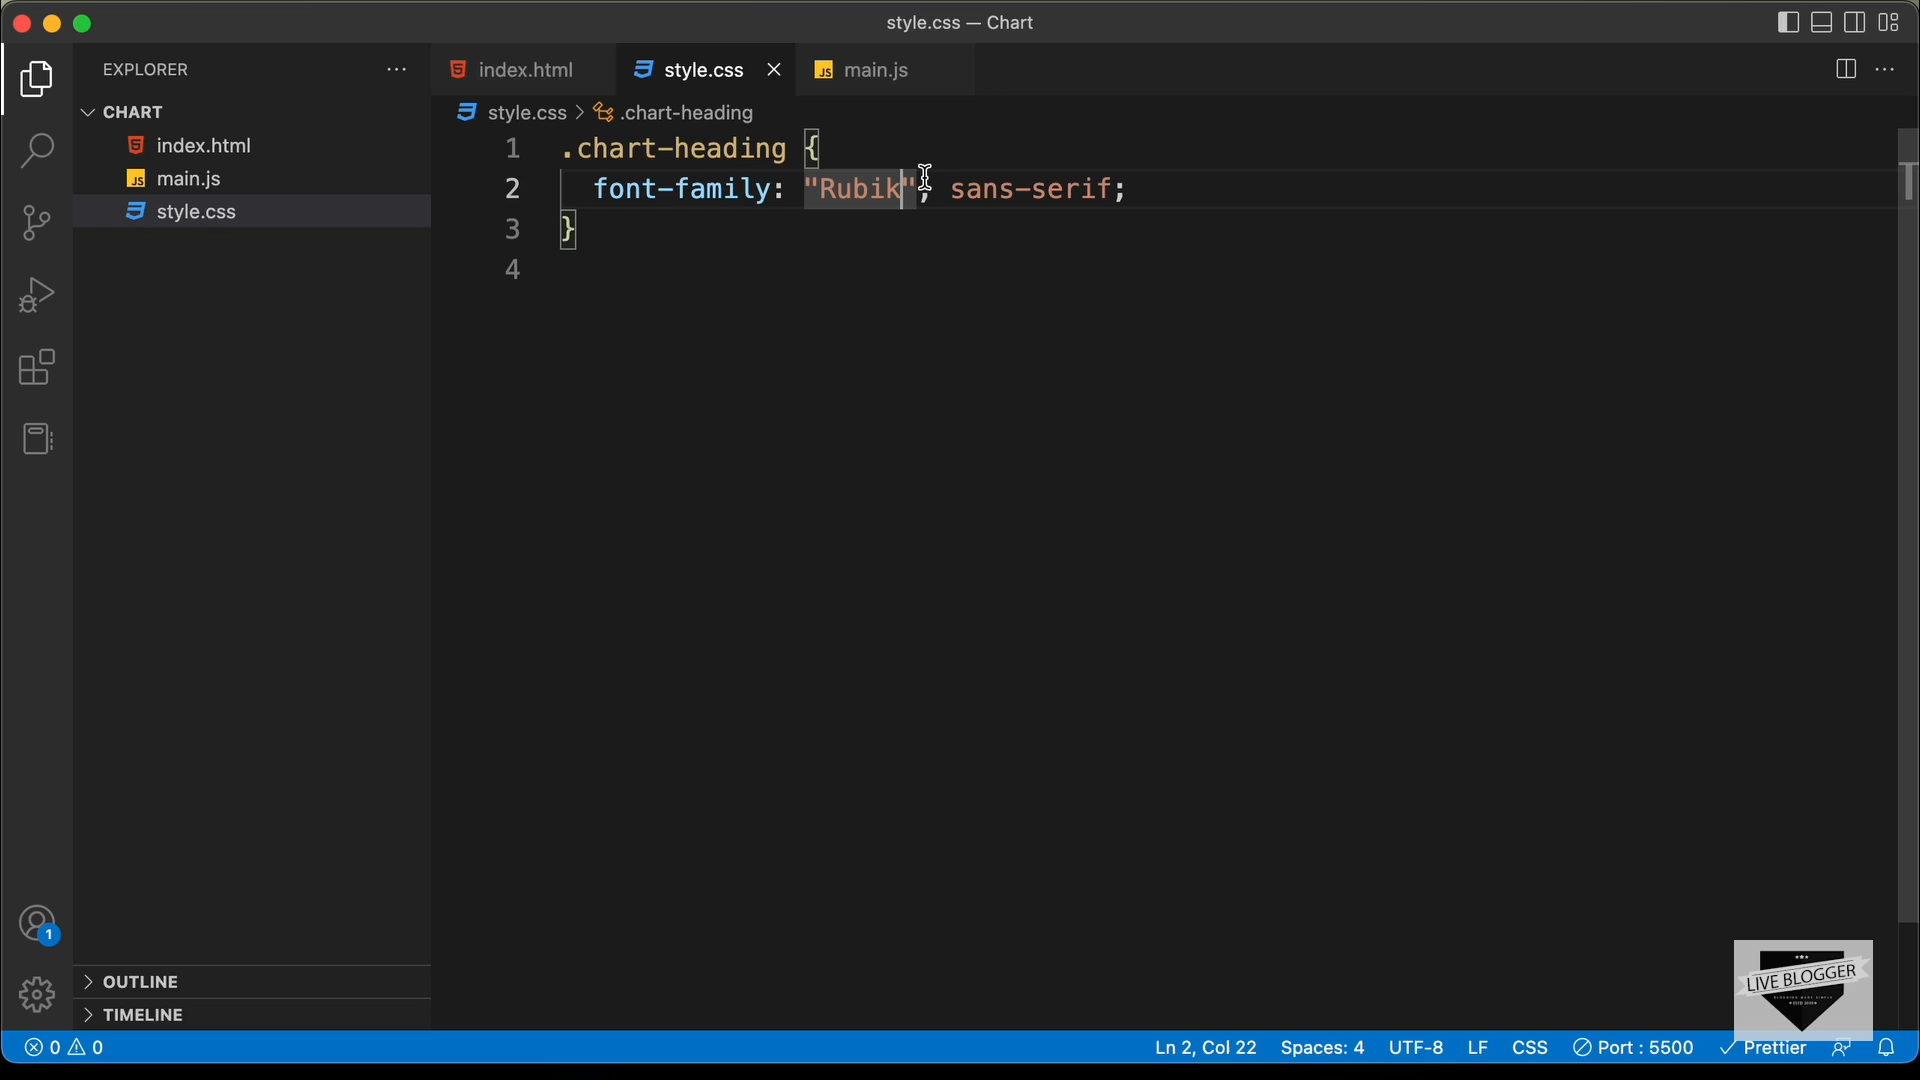 style.css — Chart
EXPLORER
CHART
index.html
main.js
style.css
index.html
style.css
main.js
style.css > .chart-heading
1 .chart-heading {
2 font-family: "Rubik", sans-serif;
3 }
4
1
OUTLINE
TIMELINE
LIVE BLOGGER
0 0
Ln 2, Col 22
Spaces: 4
UTF-8
LF
CSS
Port : 5500
Prettier